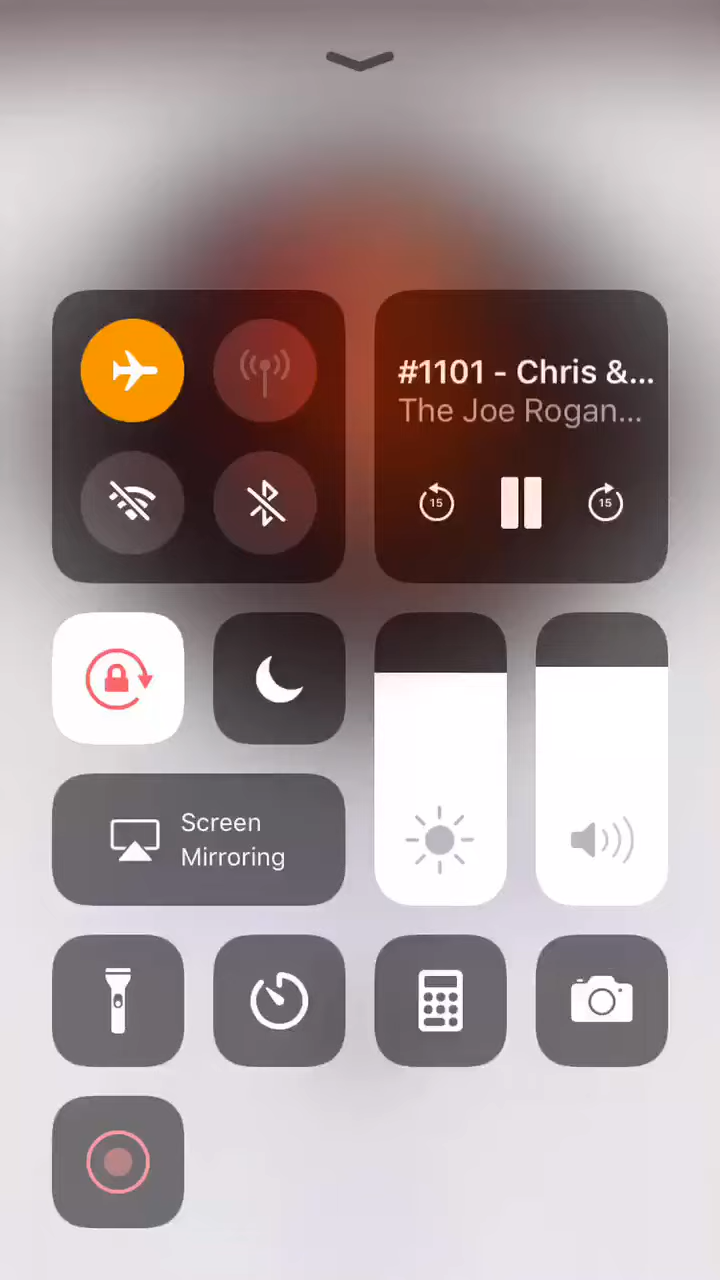 #1101 - Chris &...
The Joe Rogan...
15
15
Screen
Mirroring